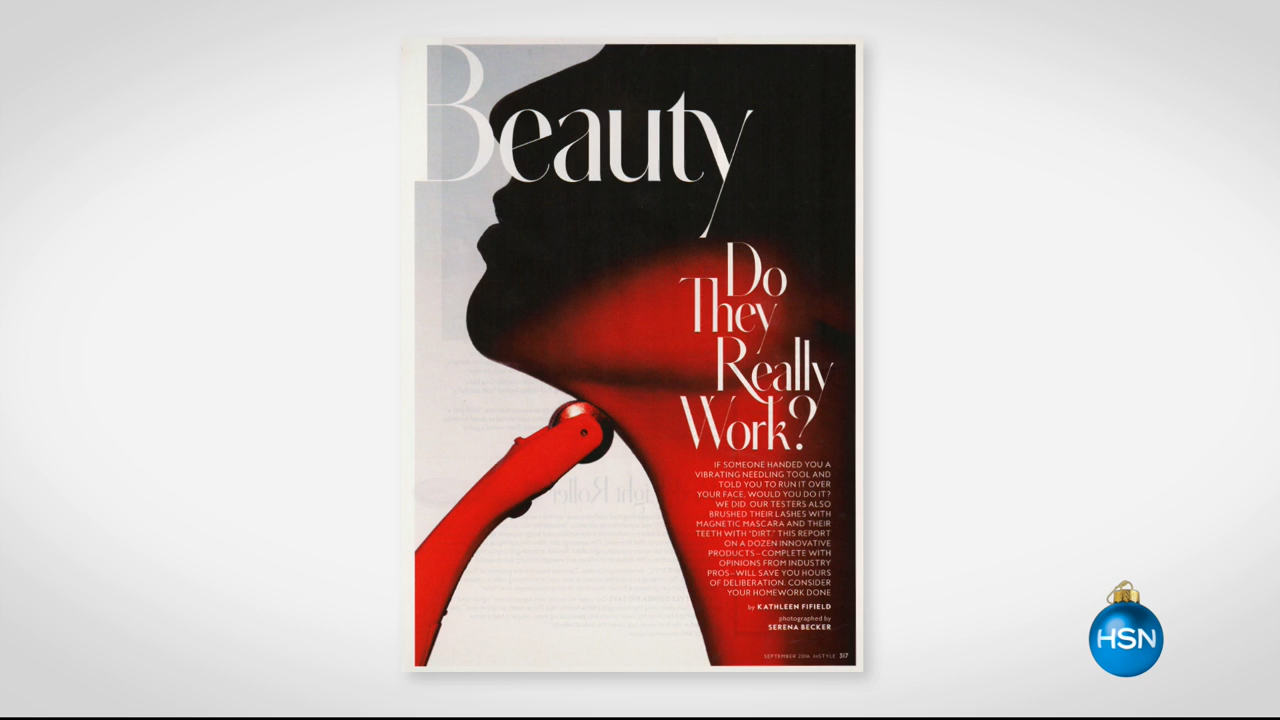 Beauty
Do
They
Really
Work?
IF SOMEONE HANDED YOU A
VIBRATING NEEDLING TOOL AND
TOLD YOU TO RUN IT OVER
YOUR FACE, WOULD YOU DO IT?
WE DID. OUR TESTERS ALSO
BRUSHED THEIR LASHES WITH
MAGNETIC MASCARA AND THEIR
TEETH WITH "DIRT." THIS REPORT
ON A DOZEN INNOVATIVE
PRODUCTS—COMPLETE WITH
OPINIONS FROM INDUSTRY
PROS—WILL SAVE YOU HOURS
OF DELIBERATION. CONSIDER
YOUR HOMEWORK DONE
by KATHLEEN FIFIELD
photographed by
SERENA BECKER
SEPTEMBER 2016 InSTYLE 317
HSN